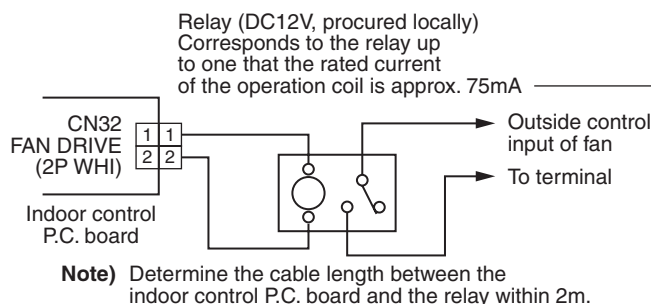 Relay (DC12V, procured locally)
Corresponds to the relay up
to one that the rated current
of the operation coil is approx. 75mA
CN32
FAN DRIVE
(2P WHI)
1 1
2 2
Outside control
input of fan
To terminal
Indoor control
P.C. board
Note) Determine the cable length between the
indoor control P.C. board and the relay within 2m.